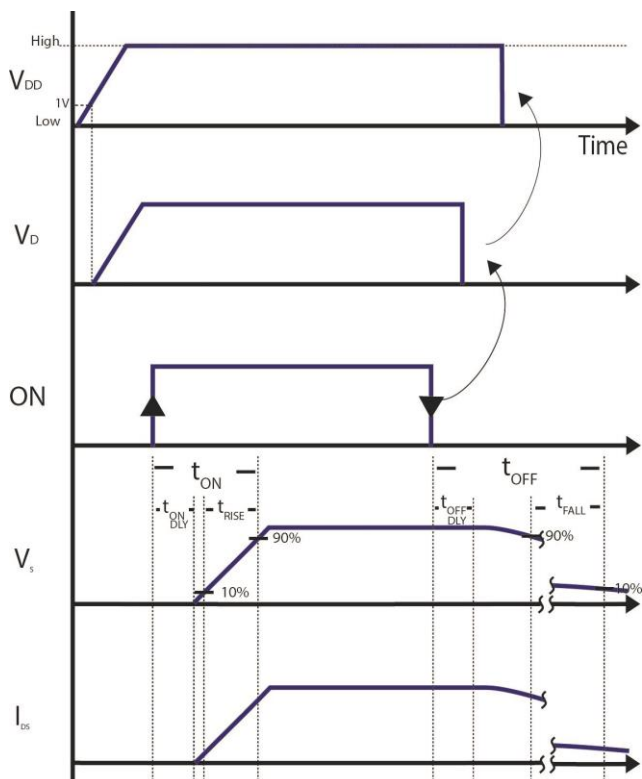 High
VDD
1V
Low
Time
VD
ON
tON
tOFF
tON DLY
tRISE
tOFF DLY
tFALL
Vs
90%
90%
10%
10%
IDS